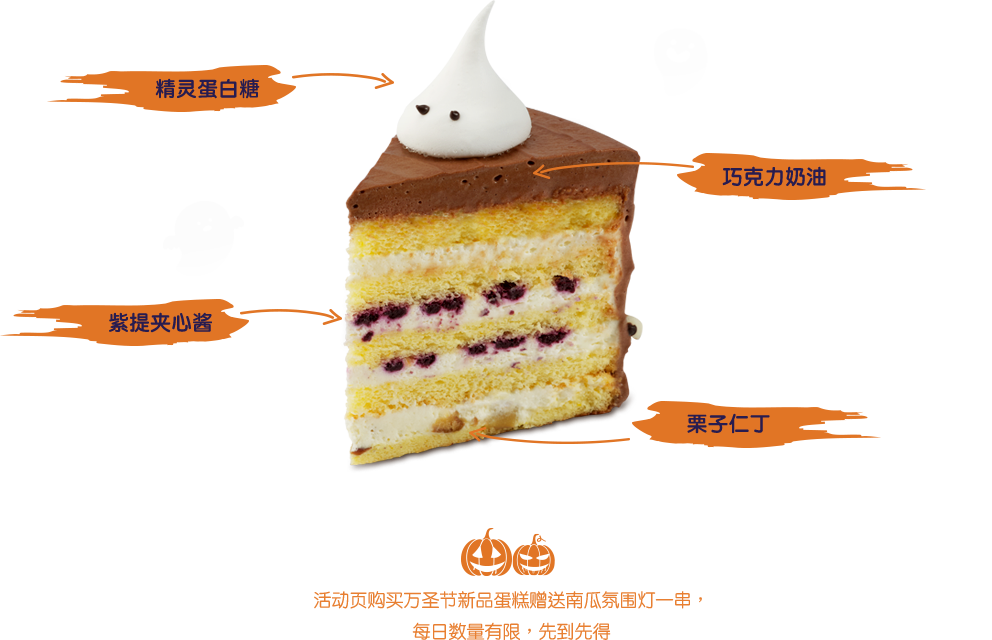 精灵蛋白糖
巧克力奶油
紫提夹心酱
栗子仁丁
活动页购买万圣节新品蛋糕赠送南瓜氛围灯一串，
每日数量有限，先到先得